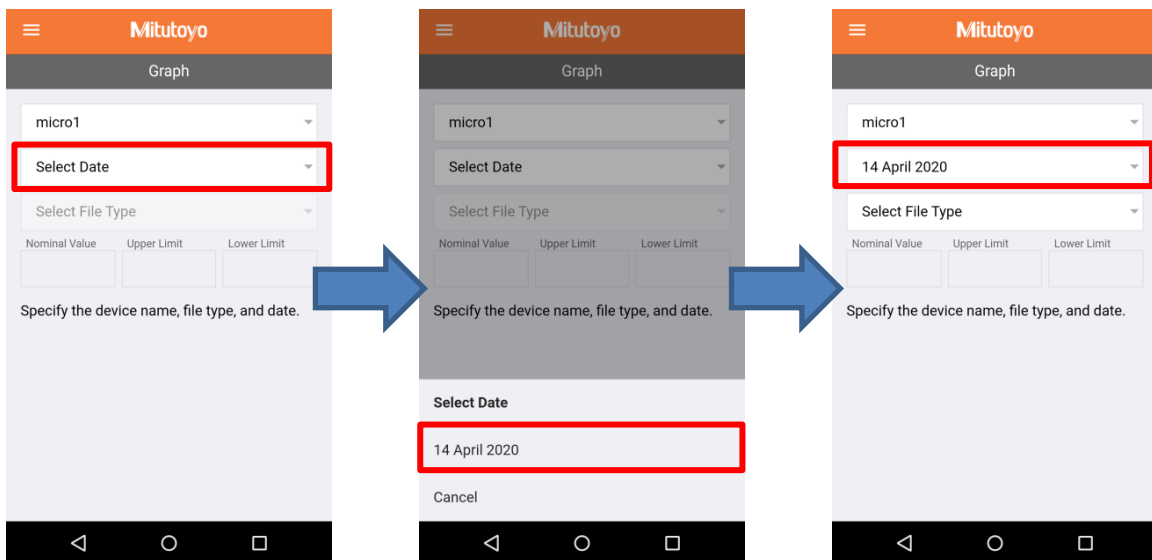 Mitutoyo
Graph
micro1
Select Date
Select File Type
Nominal Value Upper Limit Lower Limit
Specify the device name, file type, and date.
Mitutoyo
Graph
micro1
Select Date
Select File Type
Nominal Value Upper Limit Lower Limit
Specify the device name, file type, and date.
Select Date
14 April 2020
Cancel
Mitutoyo
Graph
micro1
14 April 2020
Select File Type
Nominal Value Upper Limit Lower Limit
Specify the device name, file type, and date.